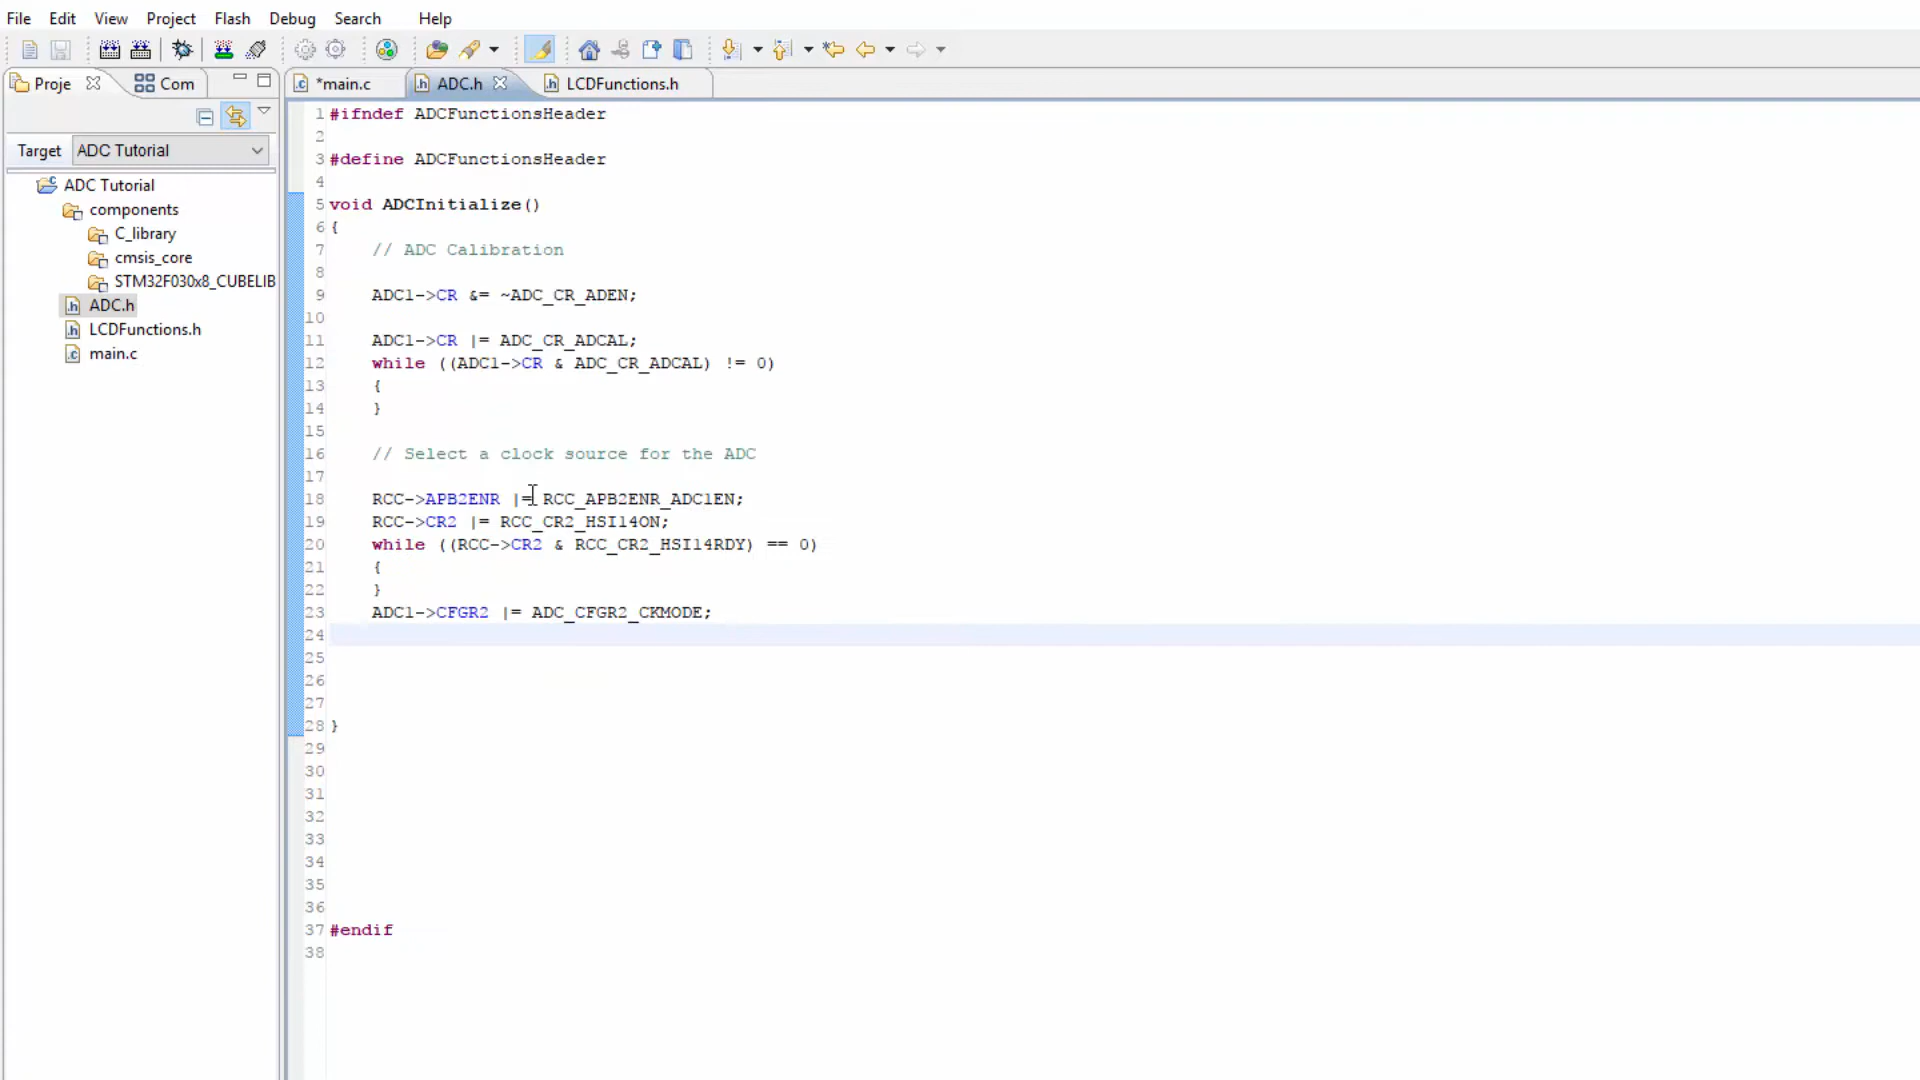 File Edit View Project Flash Debug Search Help
Proje Com *main.c ADC.h LCDFunctions.h
Target ADC Tutorial
ADC Tutorial
components
C_library
cmsis_core
STM32F030x8_CUBELIB
ADC.h
LCDFunctions.h
main.c
1 #ifndef ADCFunctionsHeader
2
3 #define ADCFunctionsHeader
4
5 void ADCInitialize()
6 {
7 // ADC Calibration
8
9 ADC1->CR &= ~ADC_CR_ADEN;
10
11 ADC1->CR |= ADC_CR_ADCAL;
12 while ((ADC1->CR & ADC_CR_ADCAL) != 0)
13 {
14 }
15
16 // Select a clock source for the ADC
17
18 RCC->APB2ENR |= RCC_APB2ENR_ADC1EN;
19 RCC->CR2 |= RCC_CR2_HSI14ON;
20 while ((RCC->CR2 & RCC_CR2_HSI14RDY) == 0)
21 {
22 }
23 ADC1->CFGR2 |= ADC_CFGR2_CKMODE;
24
25
26
27
28 }
29
30
31
32
33
34
35
36
37 #endif
38